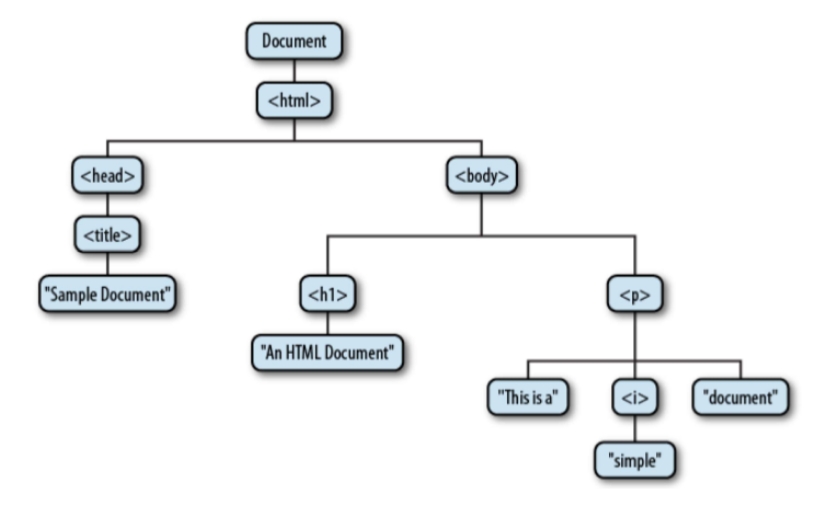 Document
<html>
<head>
<body>
<title>
"Sample Document"
<h1>
<p>
"An HTML Document"
"This is a"
<i>
"document"
"simple"